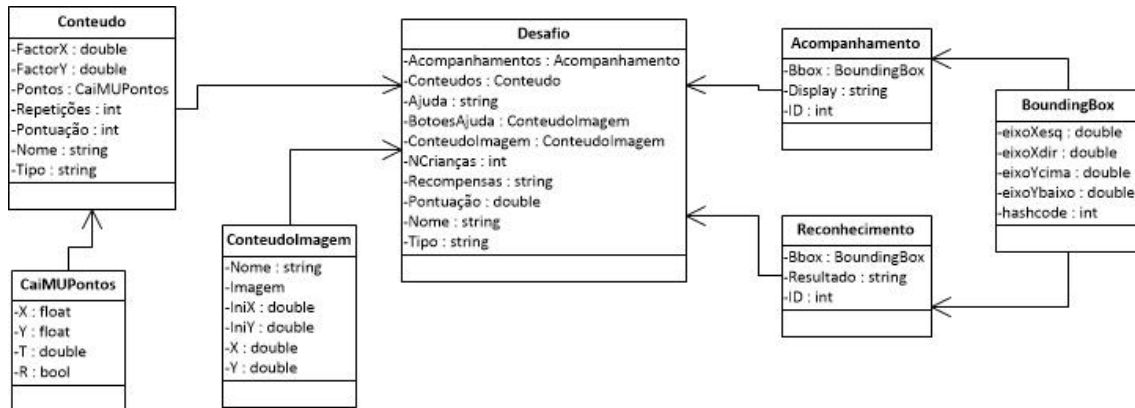 Conteudo
-FactorX : double
-FactorY : double
-Pontos : CaiMUPontos
-Repetições : int
-Pontuação : int
-Nome : string
-Tipo : string
CaiMUPontos
-X : float
-Y : float
-T : double
-R : bool
ConteudoImagem
-Nome : string
-Imagem
-IniX : double
-IniY : double
-X : double
-Y : double
Desafio
-Acompanhamentos : Acompanhamento
-Conteudos : Conteudo
-Ajuda : string
-BotoesAjuda : ConteudoImagem
-ConteudoImagem : ConteudoImagem
-NCrianças : int
-Recompensas : string
-Pontuação : double
-Nome : string
-Tipo : string
Acompanhamento
-Bbox : BoundingBox
-Display : string
-ID : int
Reconhecimento
-Bbox : BoundingBox
-Resultado : string
-ID : int
BoundingBox
-eixoXesq : double
-eixoXdir : double
-eixoYcima : double
-eixoYbaixo : double
-hashcode : int